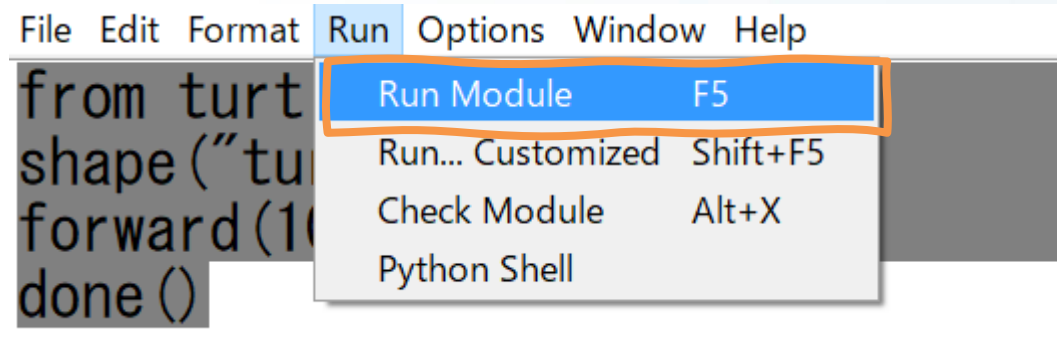 File Edit Format Run Options Window Help
from turt
Run Module F5
shape("tu
Run... Customized Shift+F5
forward(1
Check Module Alt+X
done()
Python Shell